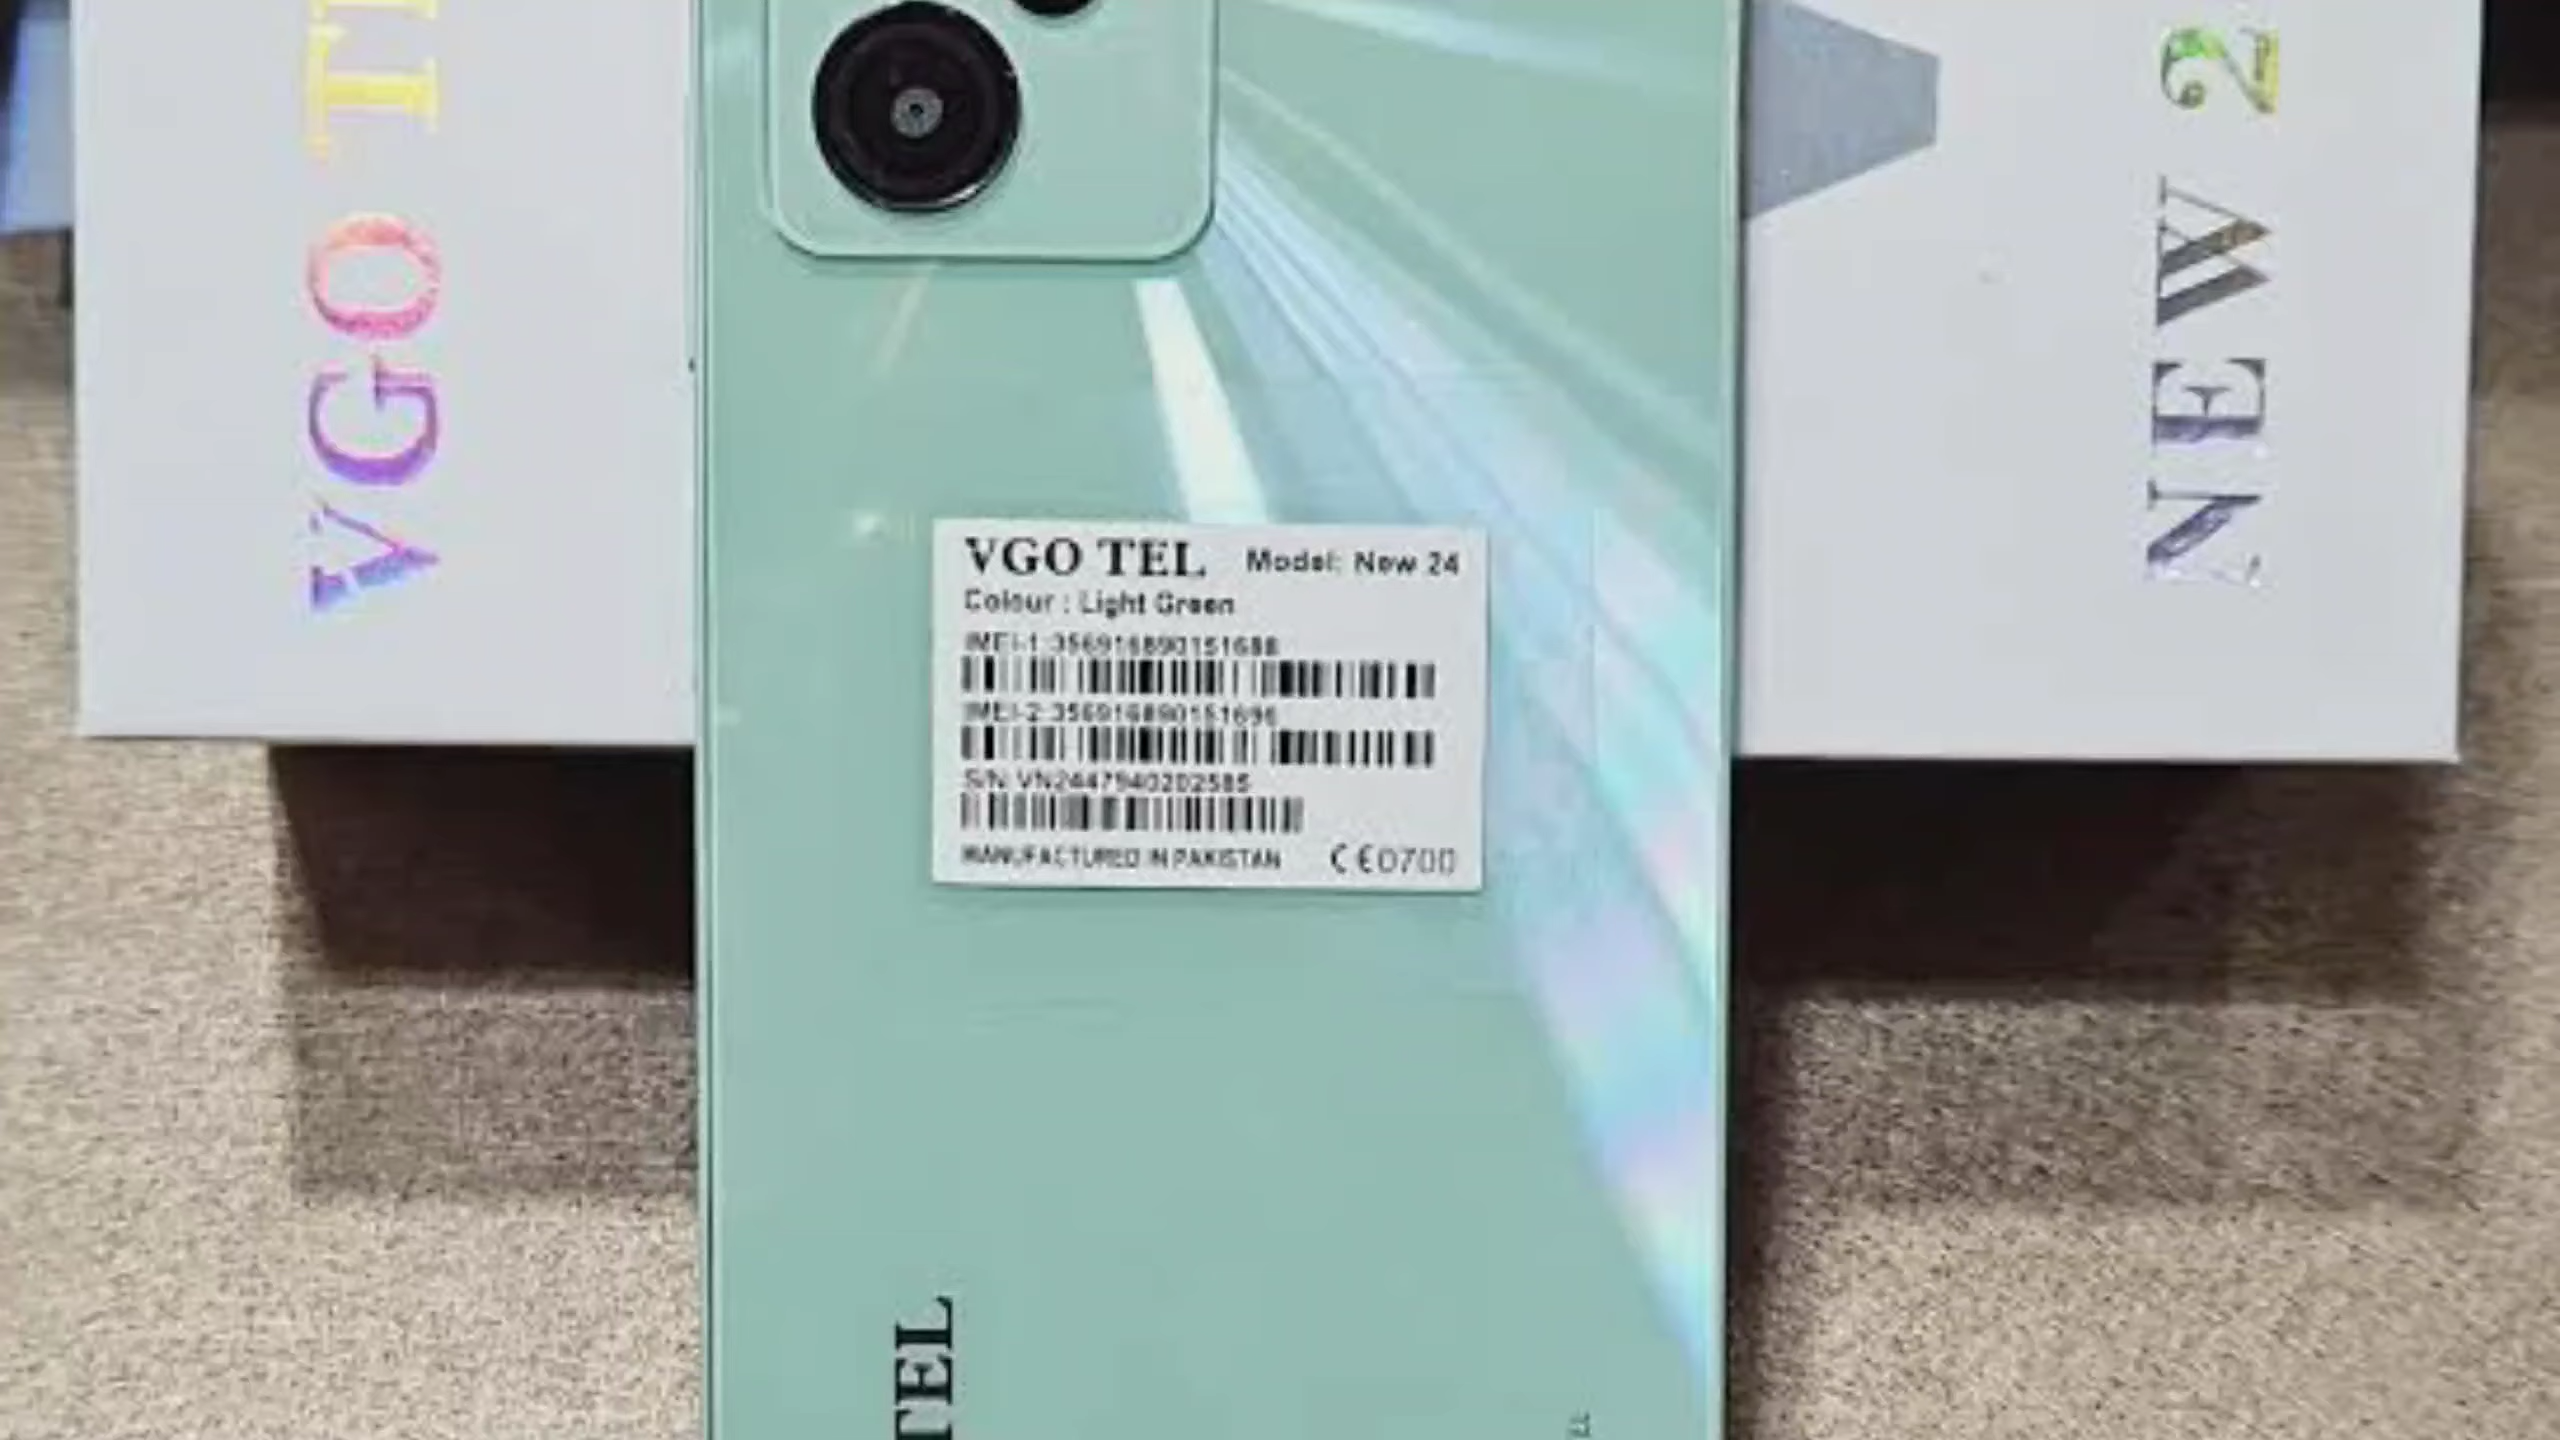 VGO
NEW 2
VGO TEL Model: New 24
Colour : Light Green
IMEI-1:356916890151688
IMEI-2:356916890151696
S/N:VN2447940202585
MANUFACTURED IN PAKISTAN CE0700
TEL